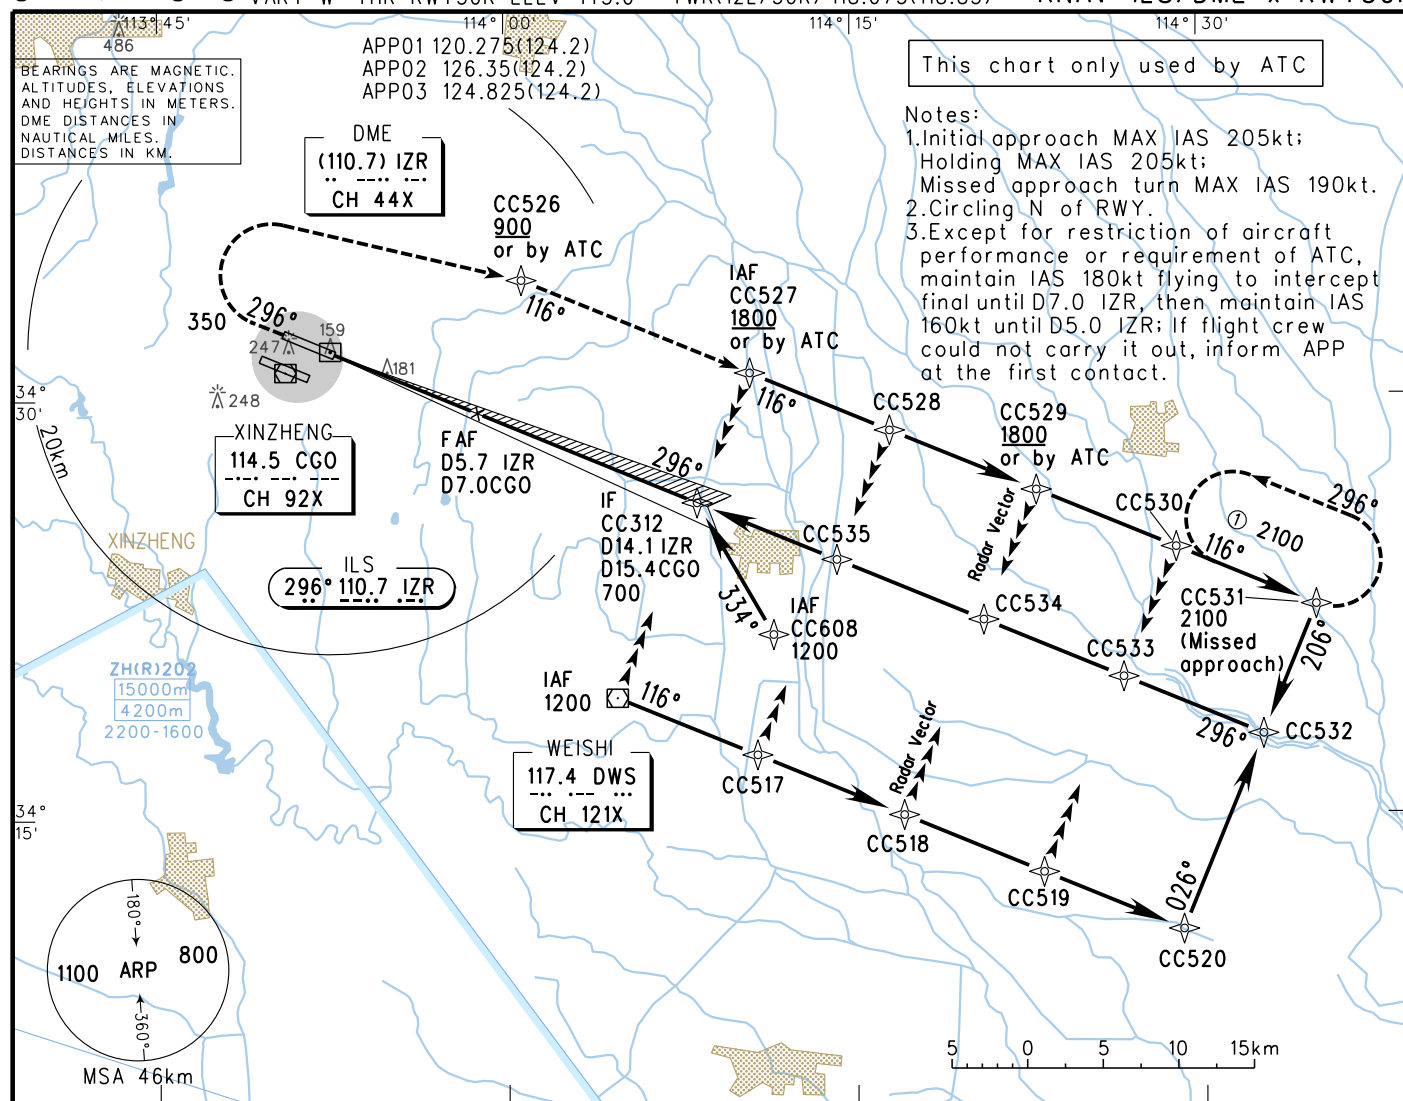 113°45'
114°00'
114°15'
114°30'
486
BEARINGS ARE MAGNETIC.
ALTITUDES, ELEVATIONS
AND HEIGHTS IN METERS.
DME DISTANCES IN
NAUTICAL MILES.
DISTANCES IN KM.
APP01 120.275(124.2)
APP02 126.35(124.2)
APP03 124.825(124.2)
This chart only used by ATC
Notes:
1.Initial approach MAX IAS 205kt;
Holding MAX IAS 205kt;
Missed approach turn MAX IAS 190kt.
2.Circling N of RWY.
3.Except for restriction of aircraft
performance or requirement of ATC,
maintain IAS 180kt flying to intercept
final until D7.0 IZR, then maintain IAS
160kt until D5.0 IZR; If flight crew
could not carry it out, inform APP
at the first contact.
DME
(110.7) IZR
CH 44X
CC526
900
or by ATC
116°
IAF
CC527
1800
or by ATC
116°
350
296°
159
247
181
248
34°
30'
20km
XINZHENG
114.5 CGO
CH 92X
FAF
D5.7 IZR
D7.0CGO
296°
CC528
CC529
1800
or by ATC
Radar Vector
CC530
296°
① 2100
116°
IF
CC312
D14.1 IZR
D15.4CGO
700
CC535
XINZHENG
ILS
296° 110.7 IZR
334°
IAF
CC608
1200
CC534
CC531
2100
(Missed
approach)
206°
CC533
ZH(R)202
15000m
4200m
2200-1600
IAF
1200
116°
296°
CC532
WEISHI
117.4 DWS
CH 121X
CC517
Radar Vector
CC518
34°
15'
CC519
026°
CC520
180°
1100
ARP
800
360°
MSA 46km
5 0 5 10 15km